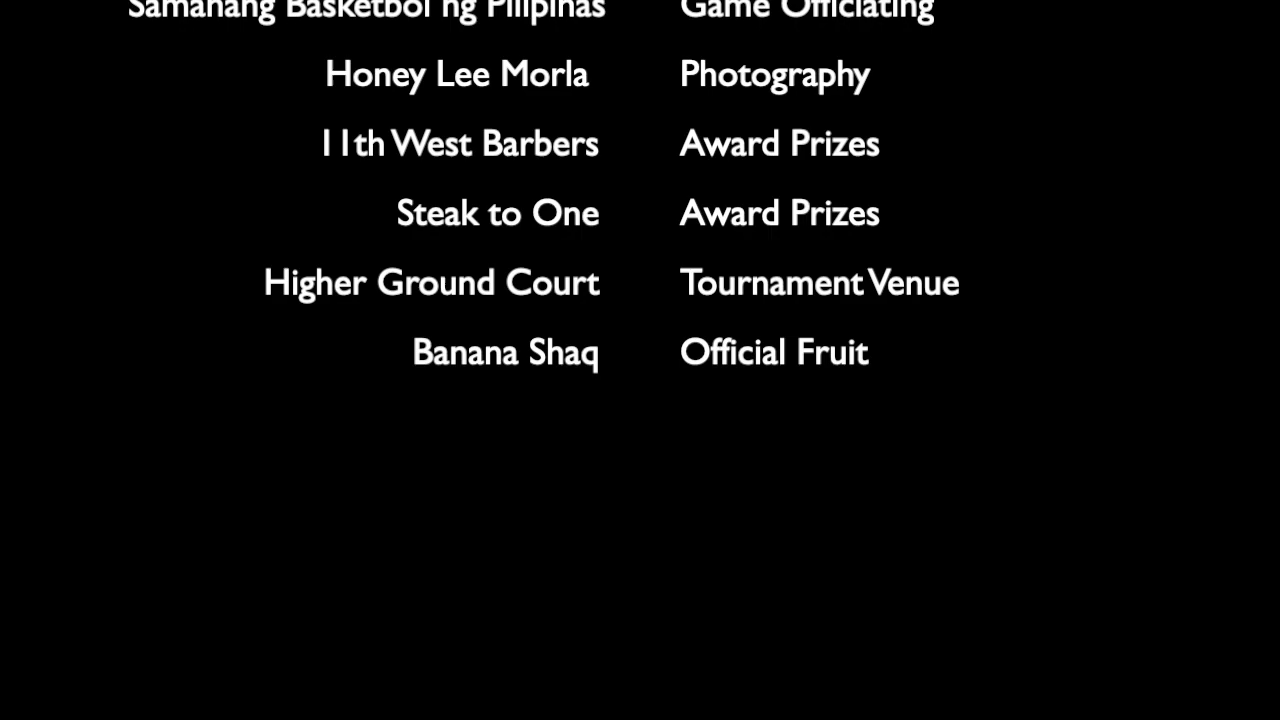 Samahang Basketbol ng Pilipinas Game Officiating
Honey Lee Morla Photography
11th West Barbers Award Prizes
Steak to One Award Prizes
Higher Ground Court Tournament Venue
Banana Shaq Official Fruit